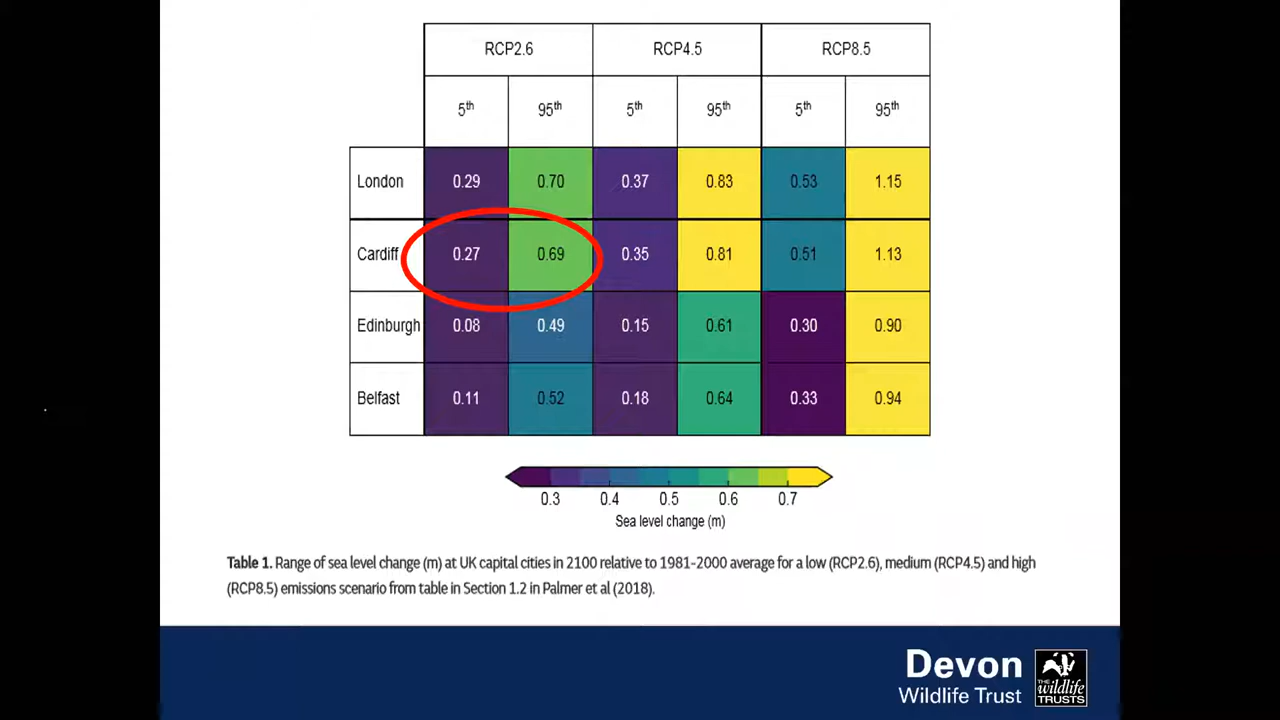 RCP2.6 RCP4.5 RCP8.5
5th 95th 5th 95th 5th 95th
London 0.29 0.70 0.37 0.83 0.53 1.15
Cardiff 0.27 0.69 0.35 0.81 0.51 1.13
Edinburgh 0.08 0.49 0.15 0.61 0.30 0.90
Belfast 0.11 0.52 0.18 0.64 0.33 0.94
0.3 0.4 0.5 0.6 0.7
Sea level change (m)
Table 1. Range of sea level change (m) at UK capital cities in 2100 relative to 1981-2000 average for a low (RCP2.6), medium (RCP4.5) and high
(RCP8.5) emissions scenario from table in Section 1.2 in Palmer et al (2018).
Devon
Wildlife Trust
THE
wildlife
TRUSTS